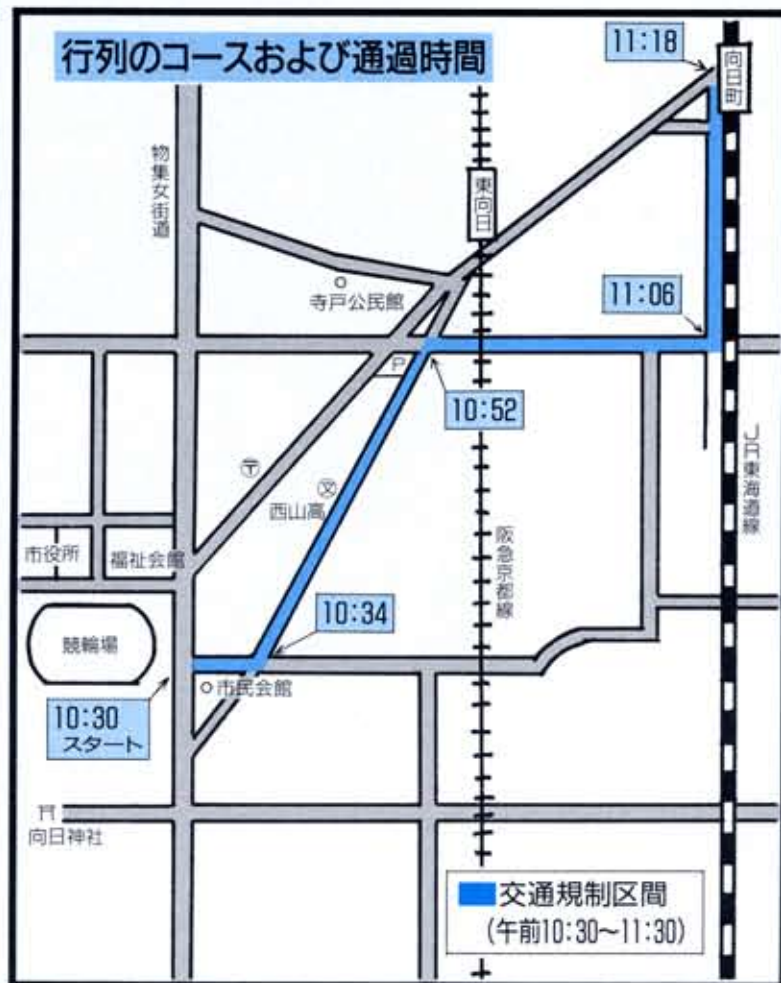 行列のコースおよび通過時間
11:18
向日町
物集女街道
東向日
寺戸公民館
11:06
P
10:52
〒
文
西山高
JR東海道線
市役所
福祉会館
阪急京都線
競輪場
10:34
市民会館
10:30
スタート
向日神社
交通規制区間
(午前10:30～11:30)